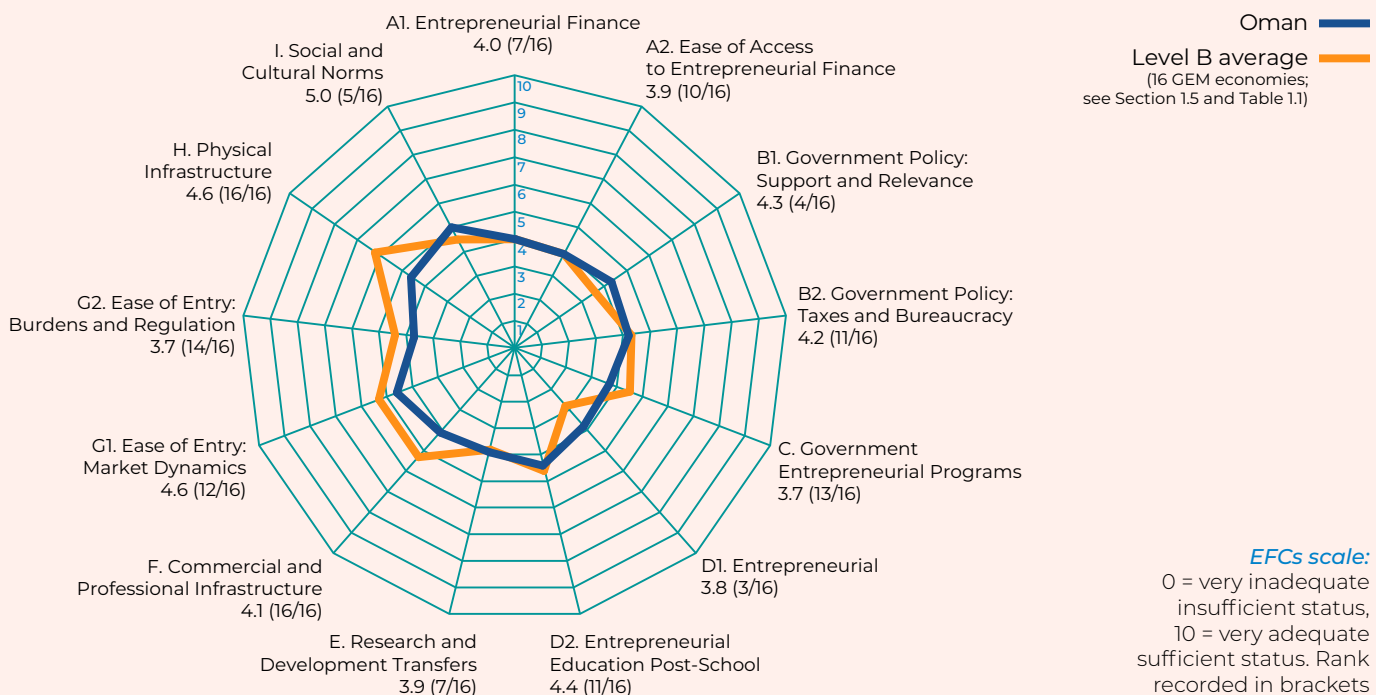 A1. Entrepreneurial Finance
4.0 (7/16)
A2. Ease of Access
to Entrepreneurial Finance
3.9 (10/16)
B1. Government Policy:
Support and Relevance
4.3 (4/16)
B2. Government Policy:
Taxes and Bureaucracy
4.2 (11/16)
C. Government
Entrepreneurial Programs
3.7 (13/16)
D1. Entrepreneurial
3.8 (3/16)
D2. Entrepreneurial
Education Post-School
4.4 (11/16)
E. Research and
Development Transfers
3.9 (7/16)
F. Commercial and
Professional Infrastructure
4.1 (16/16)
G1. Ease of Entry:
Market Dynamics
4.6 (12/16)
G2. Ease of Entry:
Burdens and Regulation
3.7 (14/16)
H. Physical
Infrastructure
4.6 (16/16)
I. Social and
Cultural Norms
5.0 (5/16)
10
9
8
7
6
5
4
3
2
1
Oman
Level B average
(16 GEM economies;
see Section 1.5 and Table 1.1)
EFCs scale:
0 = very inadequate
insufficient status,
10 = very adequate
sufficient status. Rank
recorded in brackets